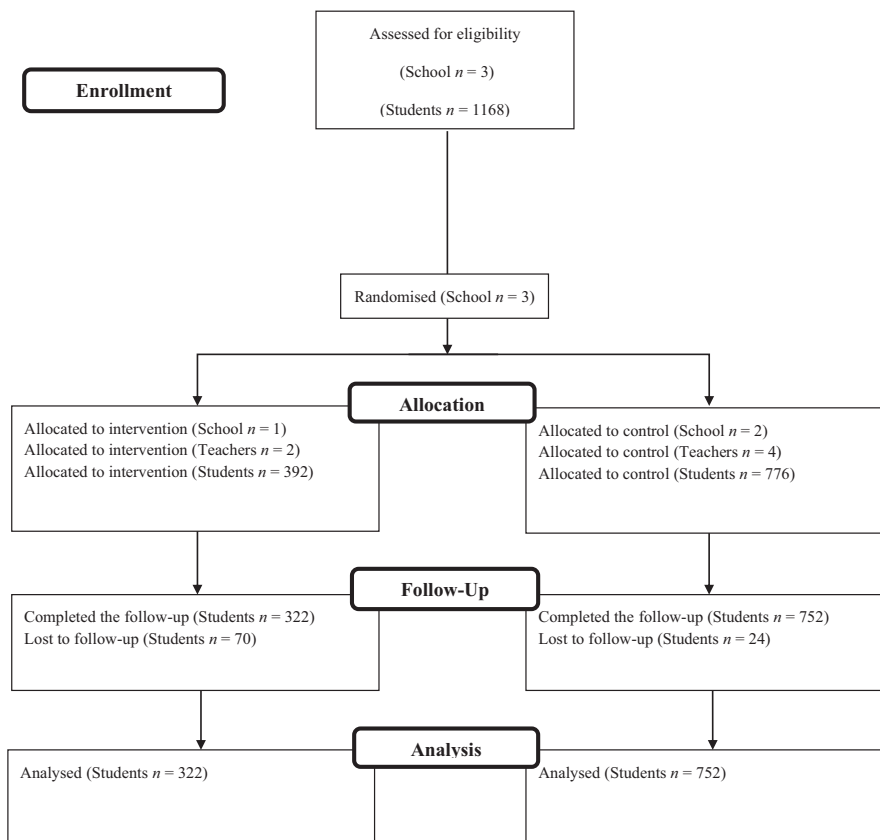 Assessed for eligibility
(School n = 3)
(Students n = 1168)
Enrollment
Randomised (School n = 3)
Allocation
Allocated to intervention (School n = 1)
Allocated to intervention (Teachers n = 2)
Allocated to intervention (Students n = 392)
Allocated to control (School n = 2)
Allocated to control (Teachers n = 4)
Allocated to control (Students n = 776)
Follow-Up
Completed the follow-up (Students n = 322)
Lost to follow-up (Students n = 70)
Completed the follow-up (Students n = 752)
Lost to follow-up (Students n = 24)
Analysis
Analysed (Students n = 322)
Analysed (Students n = 752)